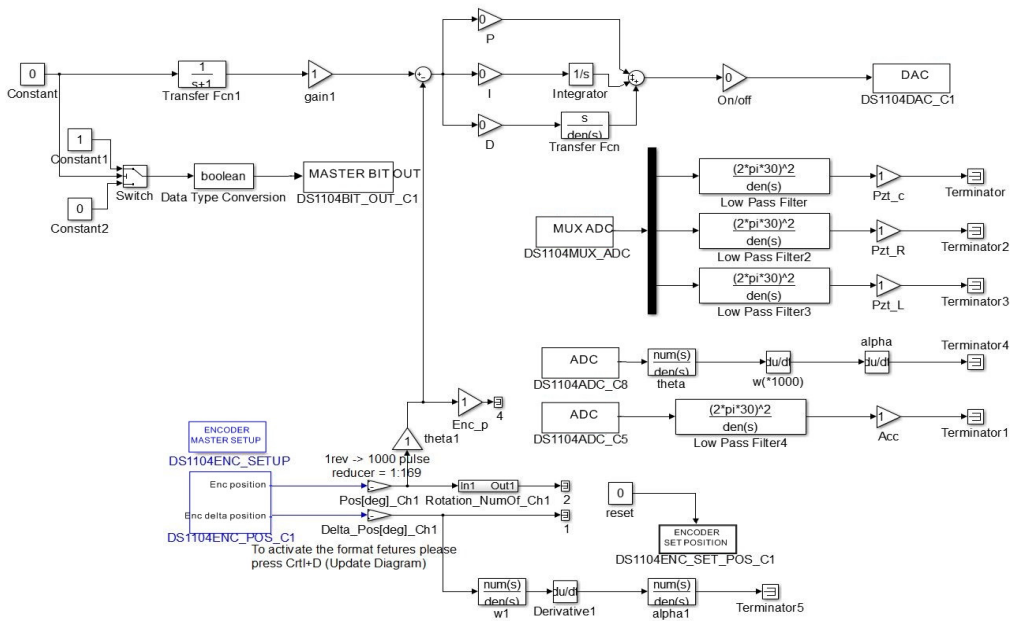 0
P
0
Constant
1
s+1
Transfer Fcn1
1
gain1
+
-
0
I
1/s
Integrator
0
D
s
den(s)
Transfer Fcn
+
+
0
On/off
DAC
DS1104DAC_C1
1
Constant1
0
Constant2
Switch
boolean
Data Type Conversion
MASTER BIT OUT
DS1104BIT_OUT_C1
MUX ADC
DS1104MUX_ADC
(2*pi*30)^2
den(s)
Low Pass Filter
1
Pzt_c
Terminator
(2*pi*30)^2
den(s)
Low Pass Filter2
1
Pzt_R
Terminator2
(2*pi*30)^2
den(s)
Low Pass Filter3
1
Pzt_L
Terminator3
ADC
DS1104ADC_C8
num(s)
den(s)
theta
du/dt
w(*1000)
alpha
du/dt
Terminator4
ADC
DS1104ADC_C5
(2*pi*30)^2
den(s)
Low Pass Filter4
1
Acc
Terminator1
1
Enc_p
4
1
theta1
ENCODER
MASTER SETUP
DS1104ENC_SETUP
1rev -> 1000 pulse
reducer = 1:169
Enc position
Enc delta position
DS1104ENC_POS_C1
-
Pos[deg]_Ch1
In1 Out1
Rotation_NumOf_Ch1
2
-
Delta_Pos[deg]_Ch1
1
To activate the format fetures please
press Crtl+D (Update Diagram)
0
reset
ENCODER
SET POSITION
DS1104ENC_SET_POS_C1
num(s)
den(s)
w1
du/dt
Derivative1
num(s)
den(s)
alpha1
Terminator5